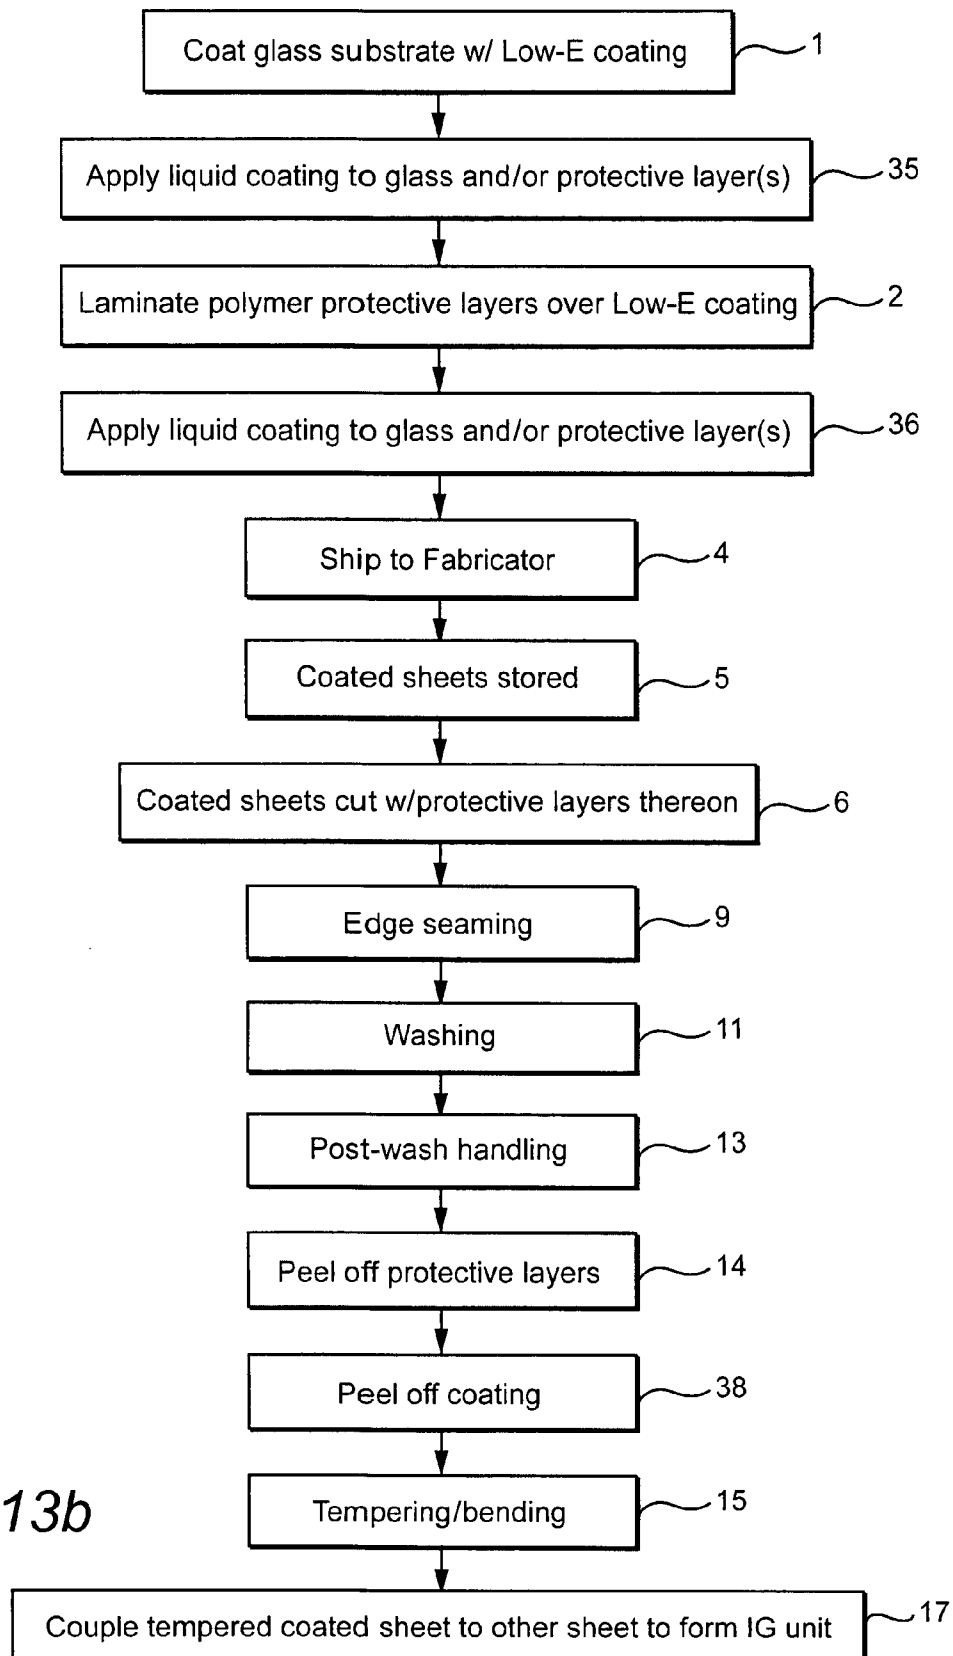 Coat glass substrate w/ Low-E coating 1
Apply liquid coating to glass and/or protective layer(s) 35
Laminate polymer protective layers over Low-E coating 2
Apply liquid coating to glass and/or protective layer(s) 36
Ship to Fabricator 4
Coated sheets stored 5
Coated sheets cut w/protective layers thereon 6
Edge seaming 9
Washing 11
Post-wash handling 13
Peel off protective layers 14
Peel off coating 38
Tempering/bending 15
13b
Couple tempered coated sheet to other sheet to form IG unit 17